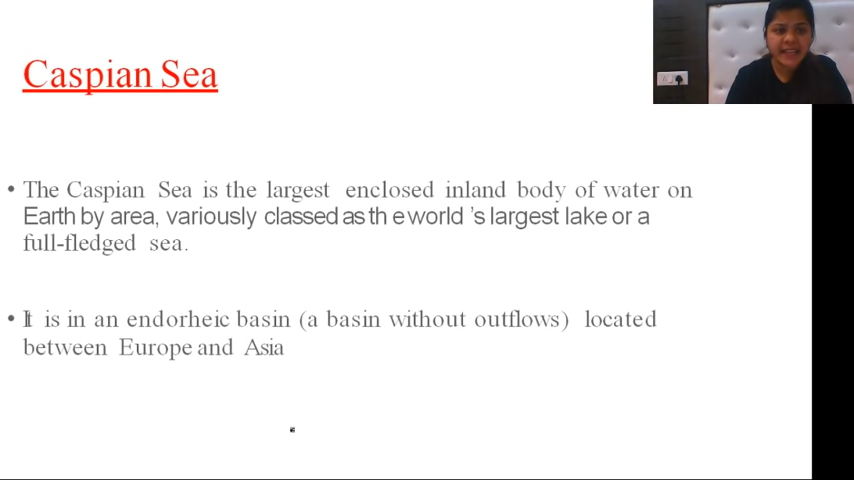 Caspian Sea
• The Caspian Sea is the largest enclosed inland body of water on
Earth by area, variously classed as th e world 's largest lake or a
full-fledged sea.
• It is in an endorheic basin (a basin without outflows) located
between Europe and Asia